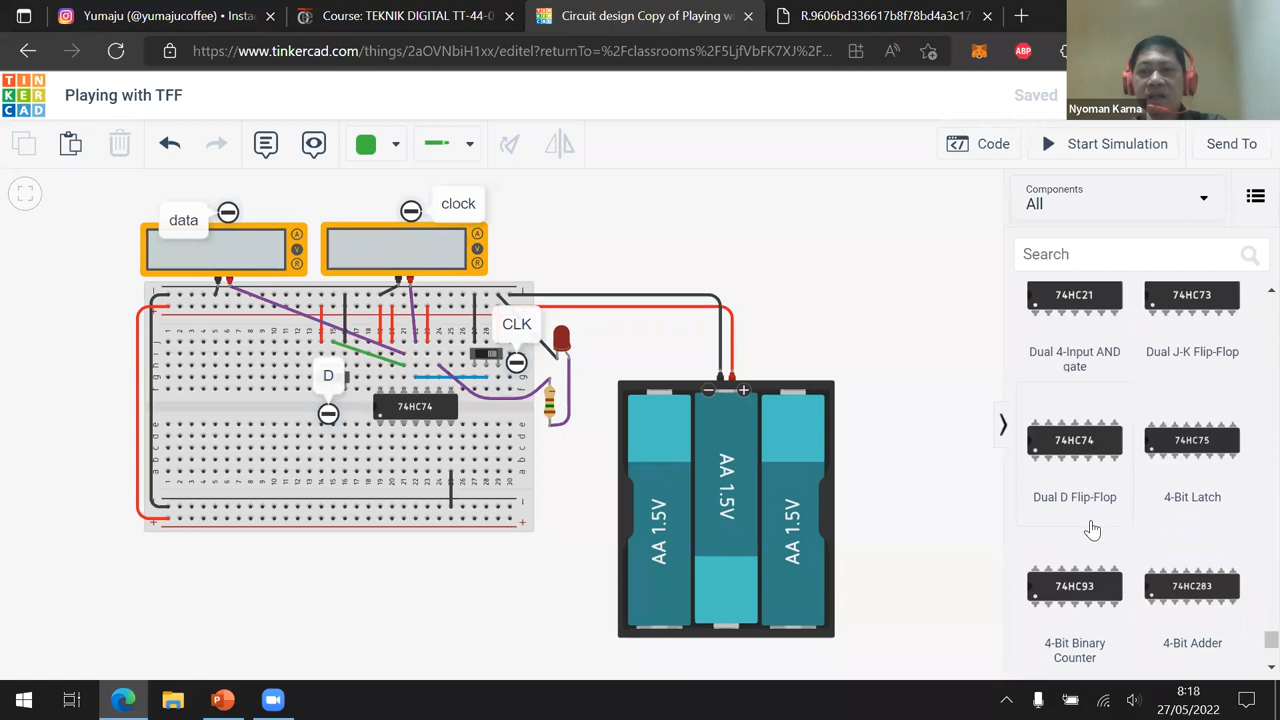 Yumaju (@yumajucoffee) • Insta
Course: TEKNIK DIGITAL TT-44-0
Circuit design Copy of Playing wi
R.9606bd336617b8f78bd4a3c17
https://www.tinkercad.com/things/2aOVNbiH1xx/editel?returnTo=%2Fclassrooms%2F5LjfVbFK7XJ%2F...
ABP
Nyoman Karna
TIN
KER
CAD
Playing with TFF
Saved
Code
Start Simulation
Send To
Components
All
Search
data
clock
A
V
R
A
V
R
CLK
D
74HC74
AA 1.5V
AA 1.5V
AA 1.5V
74HC21
74HC73
Dual 4-Input AND
gate
Dual J-K Flip-Flop
74HC74
74HC75
Dual D Flip-Flop
4-Bit Latch
74HC93
74HC283
4-Bit Binary
Counter
4-Bit Adder
8:18
27/05/2022